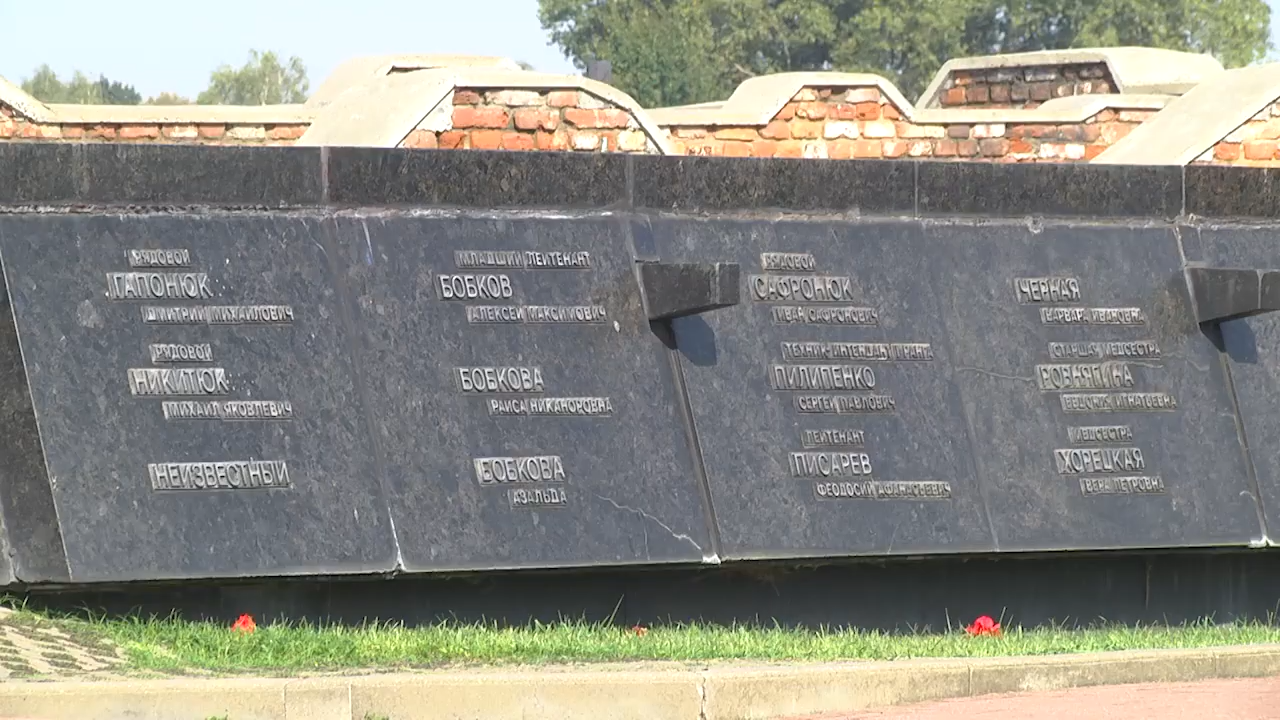 РЯДОВОЙ
ГАПОНЮК
ДМИТРИЙ МИХАЙЛОВИЧ
РЯДОВОЙ
НИКИТЮК
МИХАИЛ ЯКОВЛЕВИЧ
НЕИЗВЕСТНЫЙ
МЛАДШИЙ ЛЕЙТЕНАНТ
БОБКОВ
АЛЕКСЕЙ МАКСИМОВИЧ
БОБКОВА
РАИСА НИКАНОРОВНА
БОБКОВА
АЗАЛЬДА
РЯДОВОЙ
САФРОНЮК
ИВАН САФРОНОВИЧ
ТЕХНИК-ИНТЕНДАНТ I РАНГА
ПИЛИПЕНКО
СЕРГЕЙ ПАВЛОВИЧ
ЛЕЙТЕНАНТ
ПИСАРЕВ
ФЕОДОСИЙ АФАНАСЬЕВИЧ
ЧЕРНАЯ
ВАРВАРА ИВАНОВНА
СТАРШАЯ МЕДСЕСТРА
РОВНЯГИНА
ЕВДОКИЯ ИГНАТЬЕВНА
МЕДСЕСТРА
ХОРЕЦКАЯ
ВЕРА ПЕТРОВНА